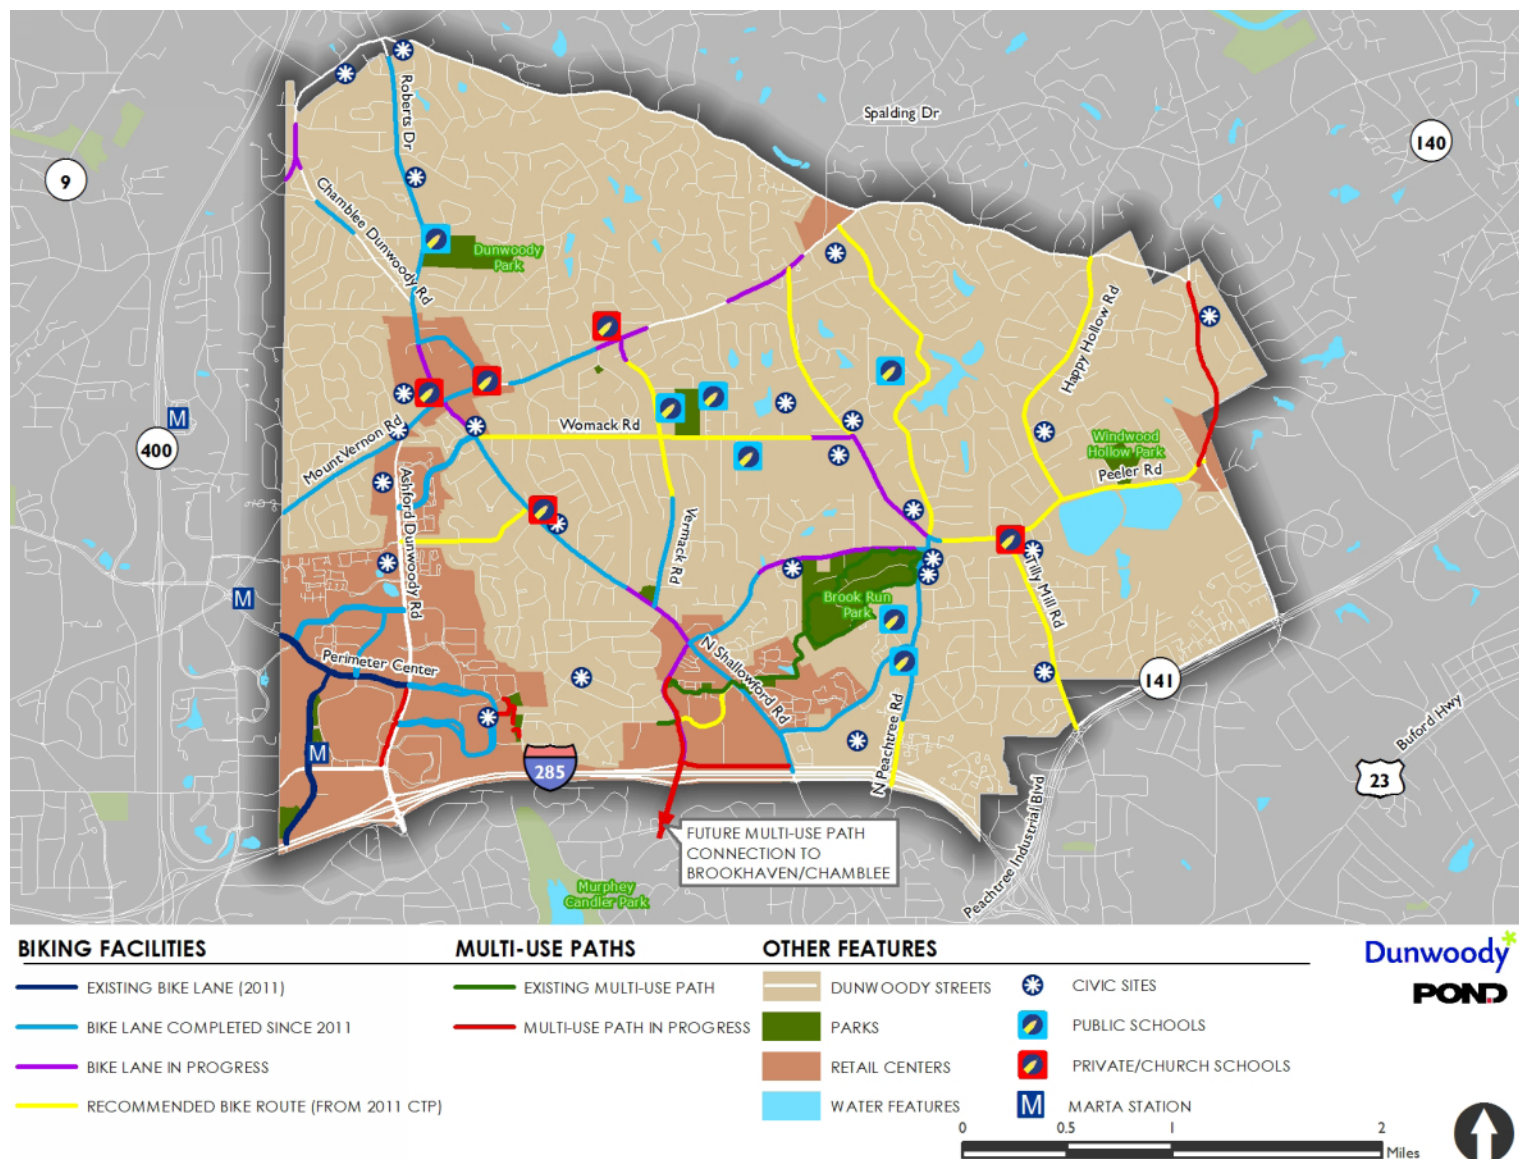 Spalding Dr
140
9
Roberts Dr
Chamblee Dunwoody Rd
Dunwoody
Park
Happy Hollow Rd
M
400
Mount Vernon Rd
Womack Rd
Windwood
Hollow Park
Peeler Rd
Ashford Dunwoody Rd
Vermack Rd
Tilly Mill Rd
M
Brook Run
Park
Perimeter Center
N Shallowford Rd
141
N Peachtree Rd
Buford Hwy
M
285
23
Peachtree Industrial Blvd
FUTURE MULTI-USE PATH
CONNECTION TO
BROOKHAVEN/CHAMBLEE
Murphey
Candler Park
BIKING FACILITIES
EXISTING BIKE LANE (2011)
BIKE LANE COMPLETED SINCE 2011
BIKE LANE IN PROGRESS
RECOMMENDED BIKE ROUTE (FROM 2011 CTP)
MULTI-USE PATHS
EXISTING MULTI-USE PATH
MULTI-USE PATH IN PROGRESS
OTHER FEATURES
DUNWOODY STREETS
PARKS
RETAIL CENTERS
WATER FEATURES
CIVIC SITES
PUBLIC SCHOOLS
PRIVATE/CHURCH SCHOOLS
M MARTA STATION
Dunwoody*
POND
0 0.5 1 2
Miles